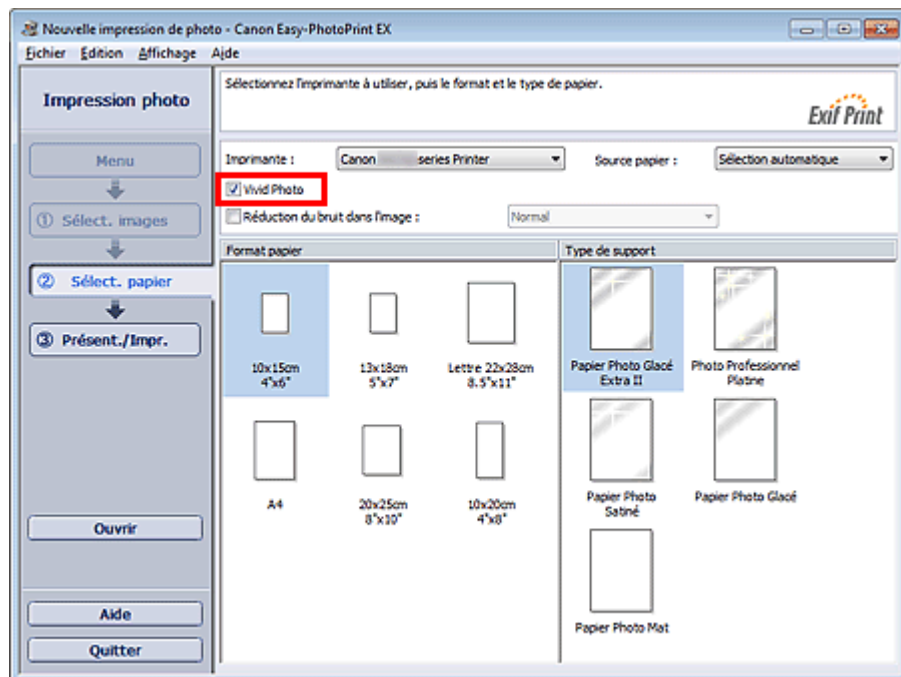 Nouvelle impression de photo - Canon Easy-PhotoPrint EX
Fichier Édition Affichage Aide
Impression photo
Sélectionnez l'imprimante à utiliser, puis le format et le type de papier.
Exif Print
Menu
① Sélect. images
② Sélect. papier
③ Présent./Impr.
Ouvrir
Aide
Quitter
Imprimante :
Canon series Printer
Source papier :
Sélection automatique
Vivid Photo
Réduction du bruit dans l'image :
Normal
Format papier
10x15cm
4"x6"
13x18cm
5"x7"
Lettre 22x28cm
8.5"x11"
A4
20x25cm
8"x10"
10x20cm
4"x8"
Type de support
Papier Photo Glacé
Extra II
Photo Professionnel
Platine
Papier Photo
Satiné
Papier Photo Glacé
Papier Photo Mat